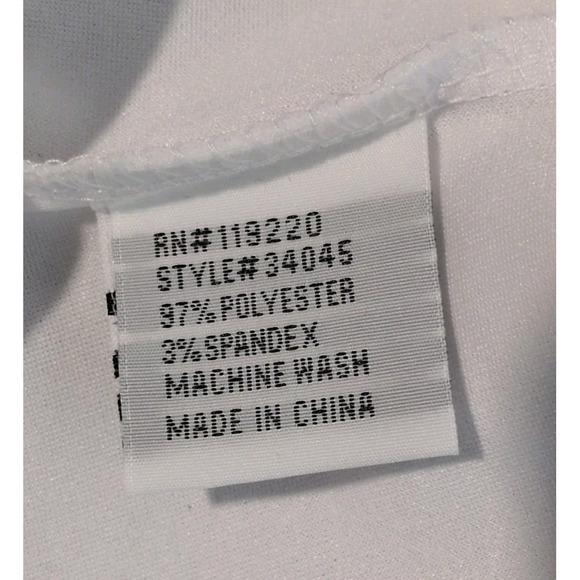 RN#119220
STYLE#34045
97% POLYESTER
3% SPANDEX
MACHINE WASH
MADE IN CHINA